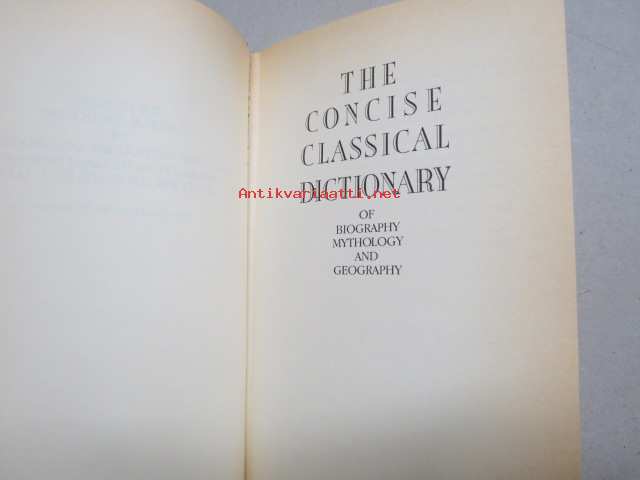 THE
CONCISE
CLASSICAL
DICTIONARY
Antikvariaatti.net
OF
BIOGRAPHY
MYTHOLOGY
AND
GEOGRAPHY